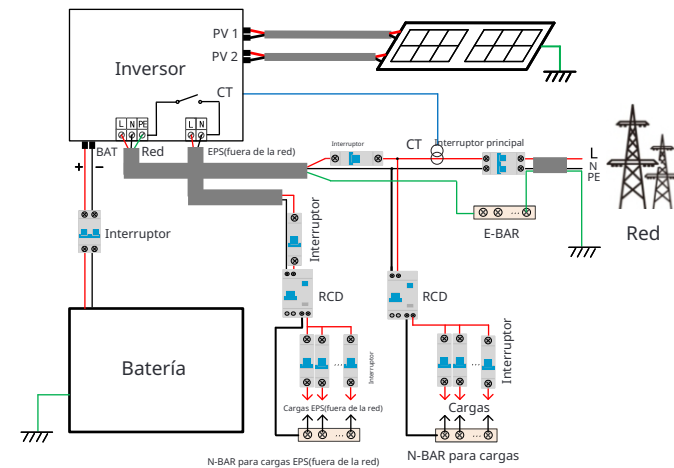 PV 1
PV 2
Inversor
CT
L N PE
L N
BAT
Red
EPS(fuera de la red)
+ −
Interruptor
CT
Interruptor principal
L
N
PE
E-BAR
Red
Interruptor
Interruptor
RCD
RCD
Batería
Interruptor
Interruptor
Cargas EPS(fuera de la red)
Cargas
N-BAR para cargas
N-BAR para cargas EPS(fuera de la red)